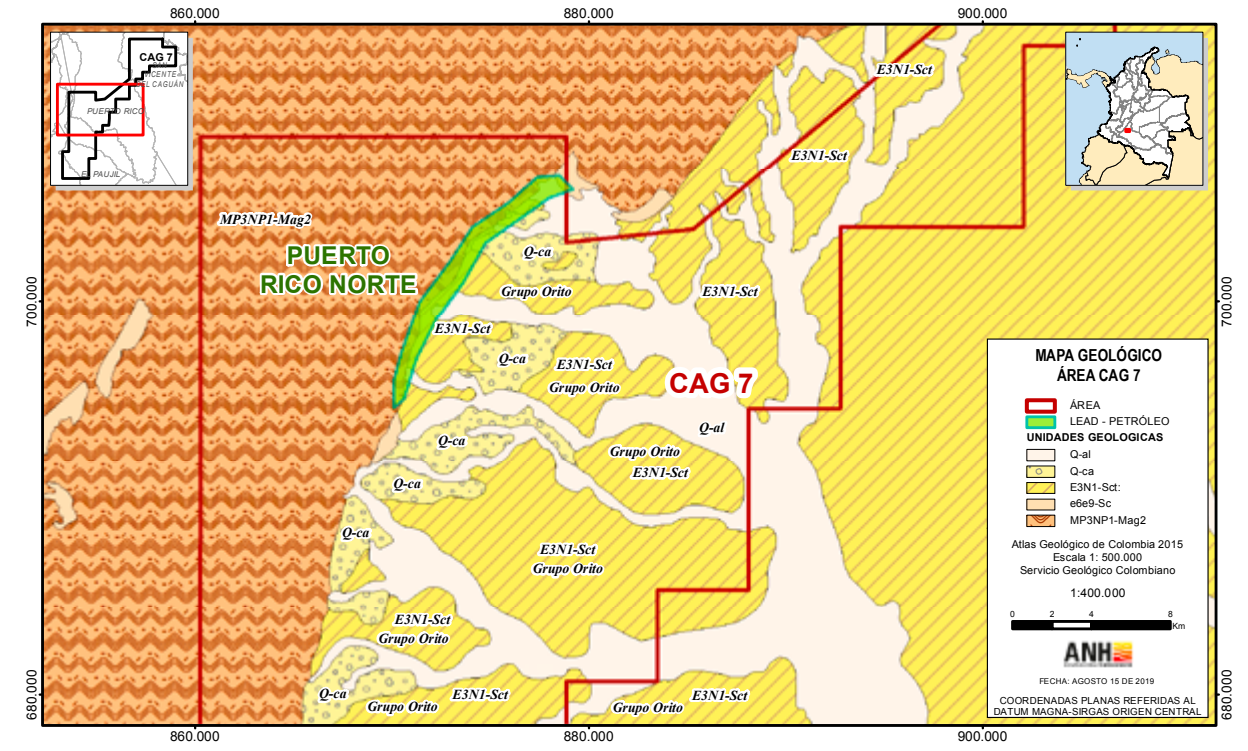 860.000
880.000
900.000
CAG 7
VICENTE
DEL CAGUÁN
PUERTO RICO
EL PAUJIL
E3N1-Sct
E3N1-Sct
MP3NP1-Mag2
PUERTO
RICO NORTE
Q-ca
Grupo Orito
E3N1-Sct
700.000
700.000
E3N1-Sct
Q-ca
E3N1-Sct
Grupo Orito
CAG 7
Q-al
Q-ca
Grupo Orito
E3N1-Sct
Q-ca
Q-ca
E3N1-Sct
Grupo Orito
E3N1-Sct
Grupo Orito
Q-ca
E3N1-Sct
Grupo Orito
E3N1-Sct
Grupo Orito
680.000
680.000
MAPA GEOLÓGICO
ÁREA CAG 7
ÁREA
LEAD - PETRÓLEO
UNIDADES GEOLOGICAS
Q-al
Q-ca
E3N1-Sct:
e6e9-Sc
MP3NP1-Mag2
Atlas Geológico de Colombia 2015
Escala 1: 500.000
Servicio Geológico Colombiano
1:400.000
0 2 4 8
Km
ANH
FECHA: AGOSTO 15 DE 2019
COORDENADAS PLANAS REFERIDAS AL
DATUM MAGNA-SIRGAS ORIGEN CENTRAL
860.000
880.000
900.000